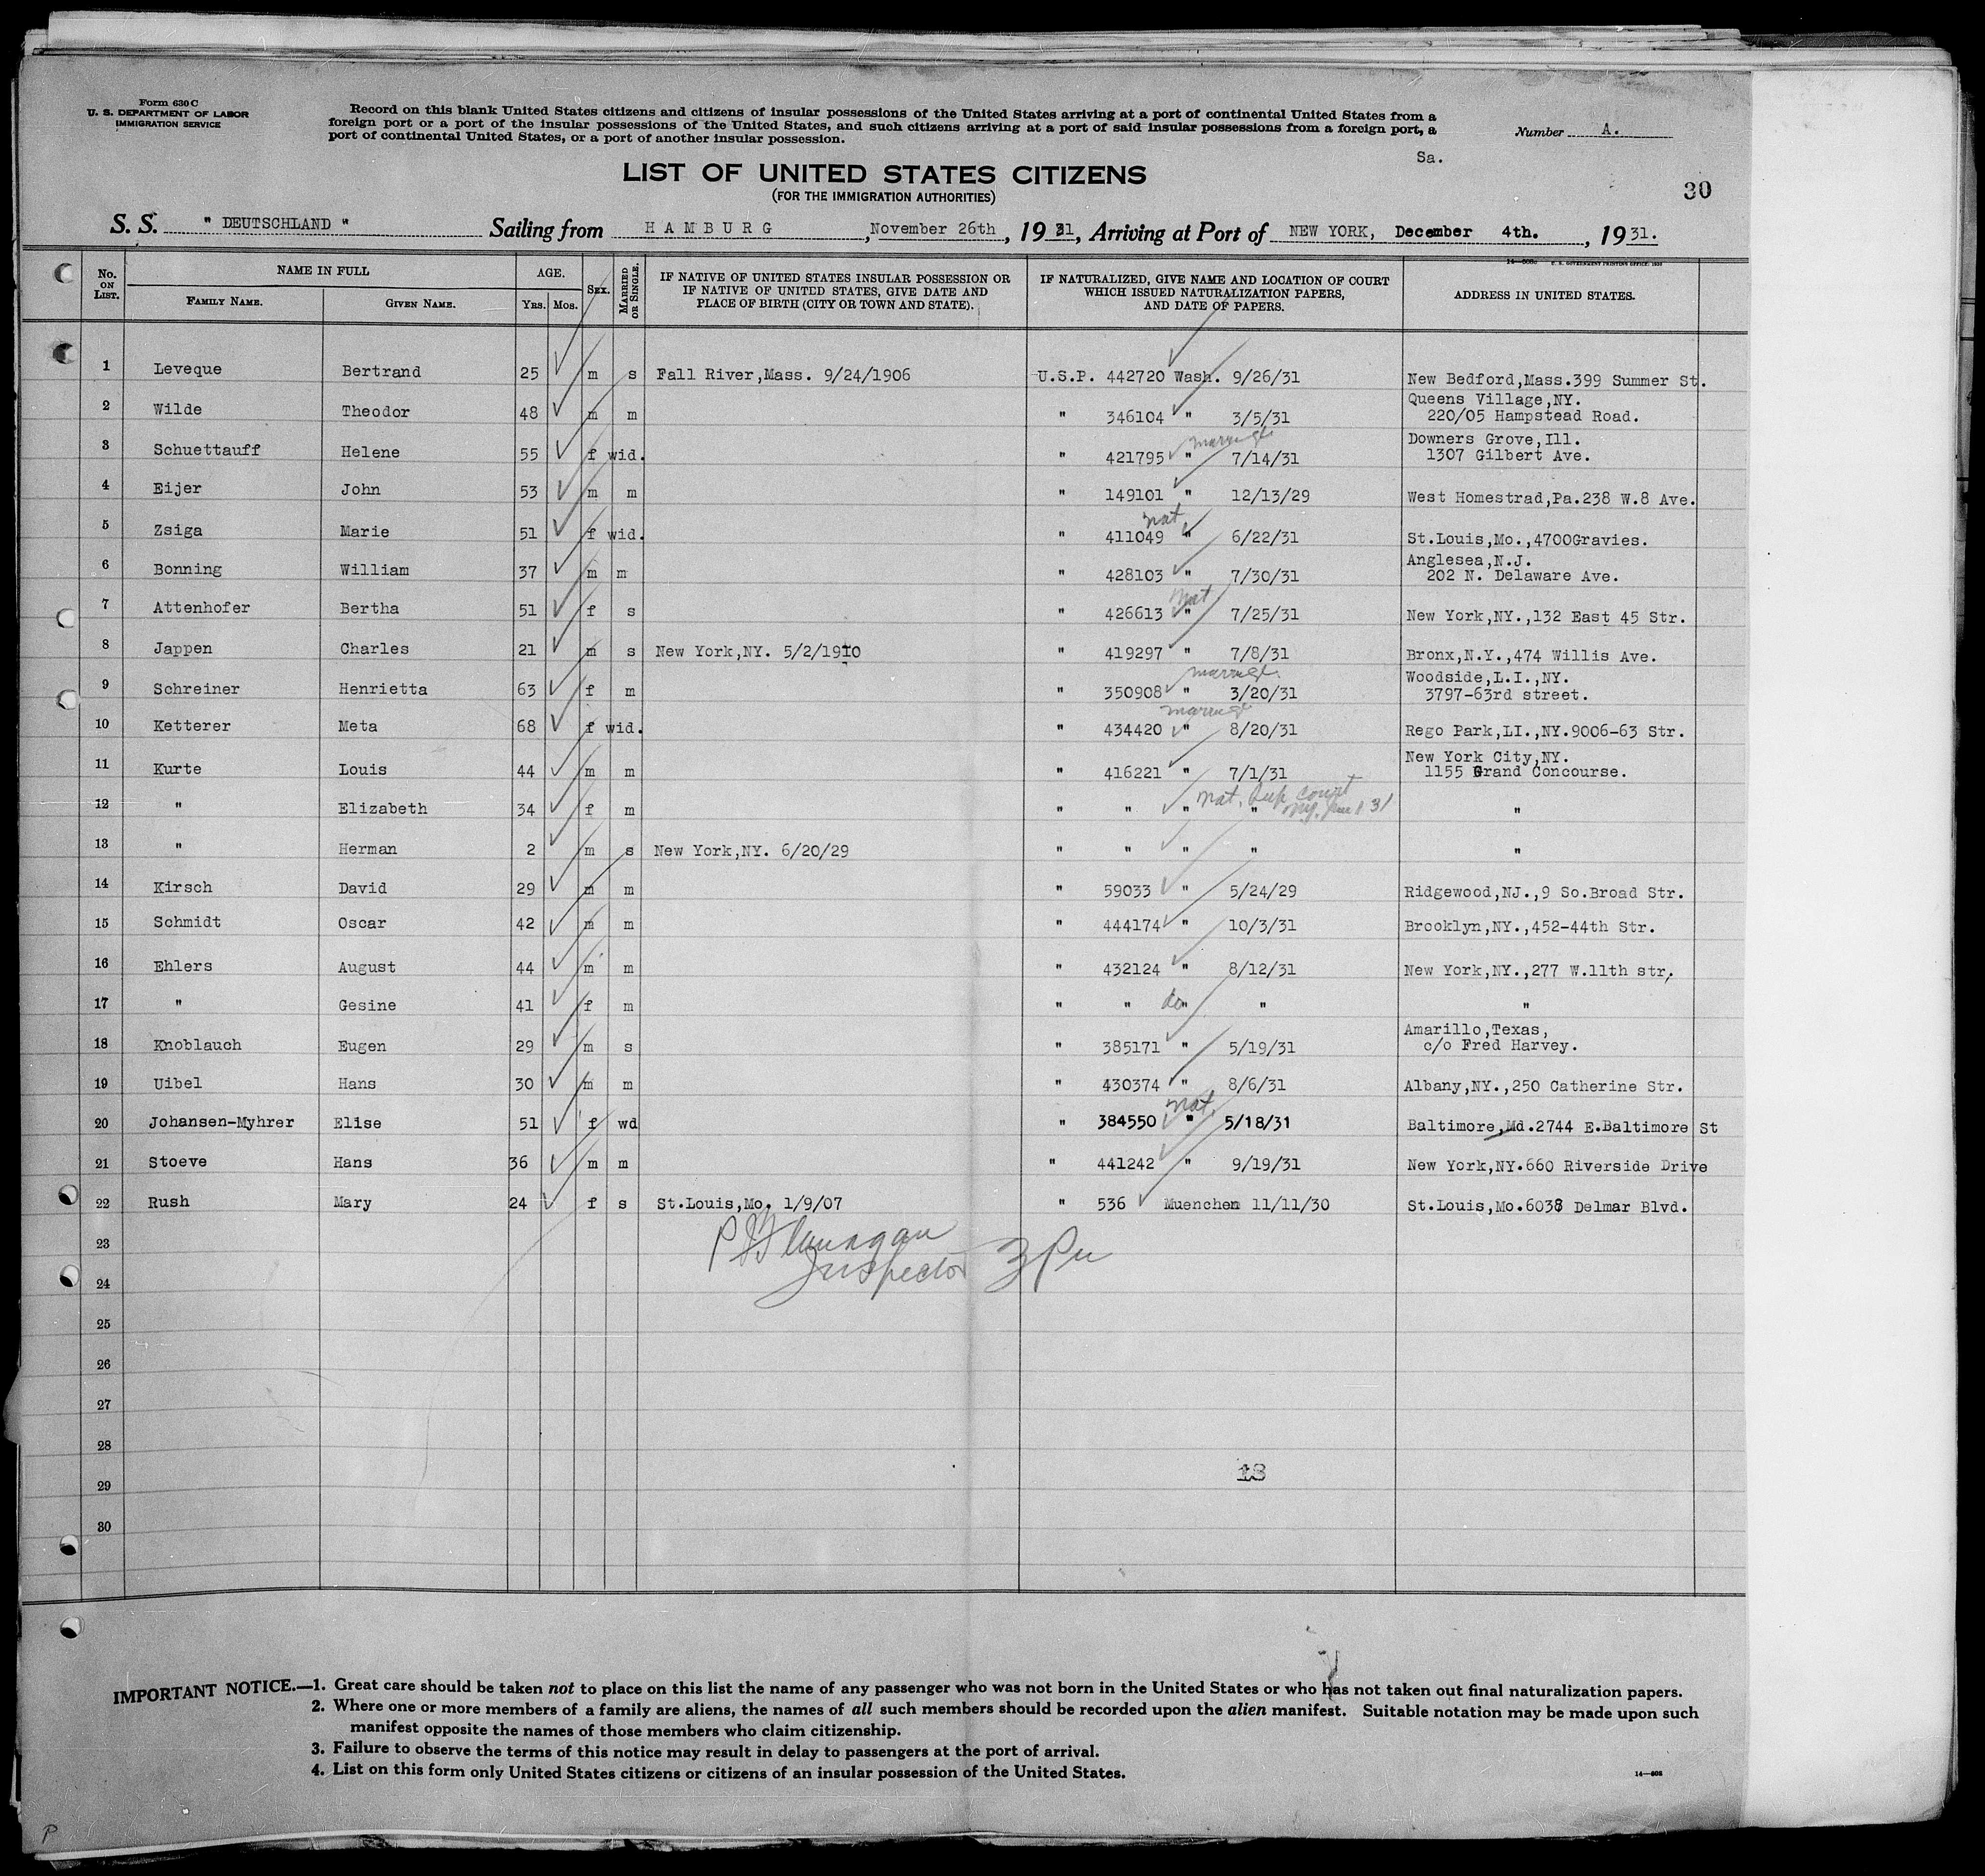 Form 630 C
U. S. DEPARTMENT OF LABOR
IMMIGRATION SERVICE
Record on this blank United States citizens and citizens of insular possessions of the United States arriving at a port of continental United States from a
foreign port or a port of the insular possessions of the United States, and such citizens arriving at a port of said insular possessions from a foreign port, a
port of continental United States, or a port of another insular possession.
Number A.
Sa.
LIST OF UNITED STATES CITIZENS
(FOR THE IMMIGRATION AUTHORITIES)
30
S. S. " DEUTSCHLAND " Sailing from HAMBURG, November 26th, 1931, Arriving at Port of NEW YORK, December 4th., 1931.
No. ON LIST. NAME IN FULL FAMILY NAME. GIVEN NAME. AGE. Yrs. Mos. SEX. MARRIED OR SINGLE. IF NATIVE OF UNITED STATES INSULAR POSSESSION OR IF NATIVE OF UNITED STATES, GIVE DATE AND PLACE OF BIRTH (CITY OR TOWN AND STATE). IF NATURALIZED, GIVE NAME AND LOCATION OF COURT WHICH ISSUED NATURALIZATION PAPERS, AND DATE OF PAPERS. ADDRESS IN UNITED STATES.
1 Leveque Bertrand 25 m s Fall River,Mass. 9/24/1906 U.S.P. 442720 Wash. 9/26/31 New Bedford,Mass.399 Summer St.
2 Wilde Theodor 48 m m " 346104 " 3/5/31 Queens Village,NY. 220/05 Hampstead Road.
3 Schuettauff Helene 55 f wid. " 421795 " 7/14/31 Downers Grove,Ill. 1307 Gilbert Ave.
4 Eijer John 53 m m " 149101 " 12/13/29 West Homestrad,Pa.238 W.8 Ave.
5 Zsiga Marie 51 f wid. " 411049 nat " 6/22/31 St.Louis,Mo.,4700Gravies.
6 Bonning William 37 m m " 428103 " 7/30/31 Anglesea,N.J. 202 N. Delaware Ave.
7 Attenhofer Bertha 51 f s " 426613 nat " 7/25/31 New York,NY.,132 East 45 Str.
8 Jappen Charles 21 m s New York,NY. 5/2/1910 " 419297 " 7/8/31 Bronx,N.Y.,474 Willis Ave.
9 Schreiner Henrietta 63 f m " 350908 " 3/20/31 Woodside,L.I.,NY. 3797-63rd street.
10 Ketterer Meta 68 f wid. " 434420 " 8/20/31 Rego Park,LI.,NY.9006-63 Str.
11 Kurte Louis 44 m m " 416221 " 7/1/31 New York City,NY. 1155 Grand Concourse.
12 " Elizabeth 34 f m " " " " nat. Sup court "
13 " Herman 2 m s New York,NY. 6/20/29 " " " " "
14 Kirsch David 29 m m " 59033 " 5/24/29 Ridgewood,NJ.,9 So.Broad Str.
15 Schmidt Oscar 42 m m " 444174 " 10/3/31 Brooklyn,NY.,452-44th Str.
16 Ehlers August 44 m m " 432124 " 8/12/31 New York,NY.,277 W.11th str.
17 " Gesine 41 f m " " do " " "
18 Knoblauch Eugen 29 m s " 385171 " 5/19/31 Amarillo,Texas, c/o Fred Harvey.
19 Uibel Hans 30 m m " 430374 " 8/6/31 Albany,NY.,250 Catherine Str.
20 Johansen-Myhrer Elise 51 f wd " 384550 nat. " 5/18/31 Baltimore,Md.2744 E.Baltimore St
21 Stoeve Hans 36 m m " 441242 " 9/19/31 New York,NY.660 Riverside Drive
22 Rush Mary 24 f s St.Louis,Mo. 1/9/07 " 536 Muenchen 11/11/30 St.Louis,Mo.6038 Delmar Blvd.
23 P J Flanagan
24 Inspector
25
26
27
28
29
30
18
IMPORTANT NOTICE.—1. Great care should be taken not to place on this list the name of any passenger who was not born in the United States or who has not taken out final naturalization papers.
2. Where one or more members of a family are aliens, the names of all such members should be recorded upon the alien manifest. Suitable notation may be made upon such
manifest opposite the names of those members who claim citizenship.
3. Failure to observe the terms of this notice may result in delay to passengers at the port of arrival.
4. List on this form only United States citizens or citizens of an insular possession of the United States.
P